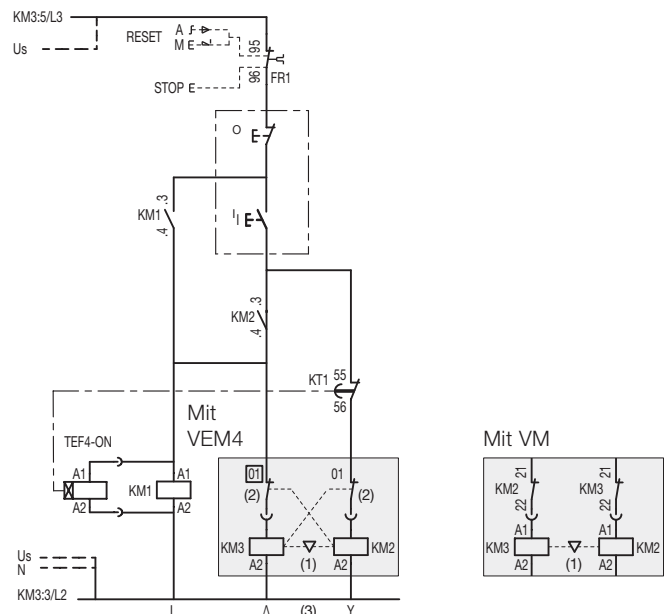 KM3:5/L3
Us
RESET
A
M
95
96
FR1
STOP
O
I
KM1
.3
.4
KM2
.3
.4
KT1
55
56
Mit
VEM4
Mit VM
TEF4-ON
A1
A2
A1
KM1
A2
01
(2)
01
(2)
KM3
A2
(1)
KM2
A2
KM2
21
22
KM3
21
22
A1
KM3
A2
(1)
A1
KM2
A2
Us
N
KM3:3/L2
L
Δ
(3)
Y